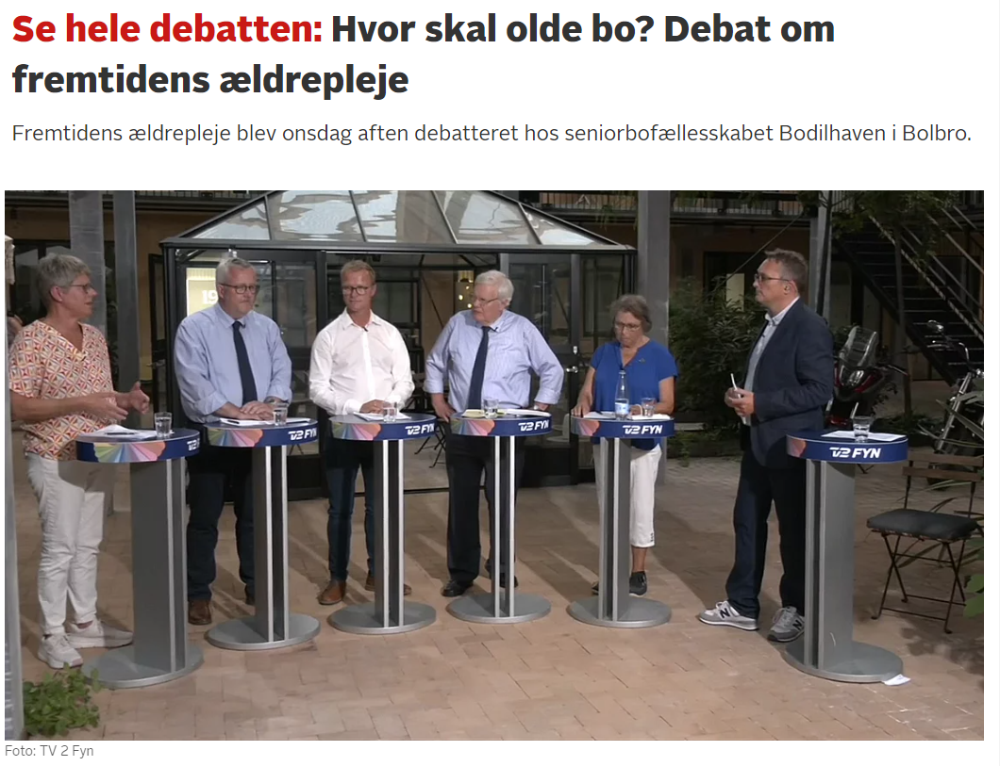 Se hele debatten: Hvor skal olde bo? Debat om
fremtidens ældrepleje
Fremtidens ældrepleje blev onsdag aften debatteret hos seniorbofællesskabet Bodilhaven i Bolbro.
TV2 FYN
TV2 FYN
TV2 FYN
TV2 FYN
TV2 FYN
TV2 FYN
Foto: TV 2 Fyn